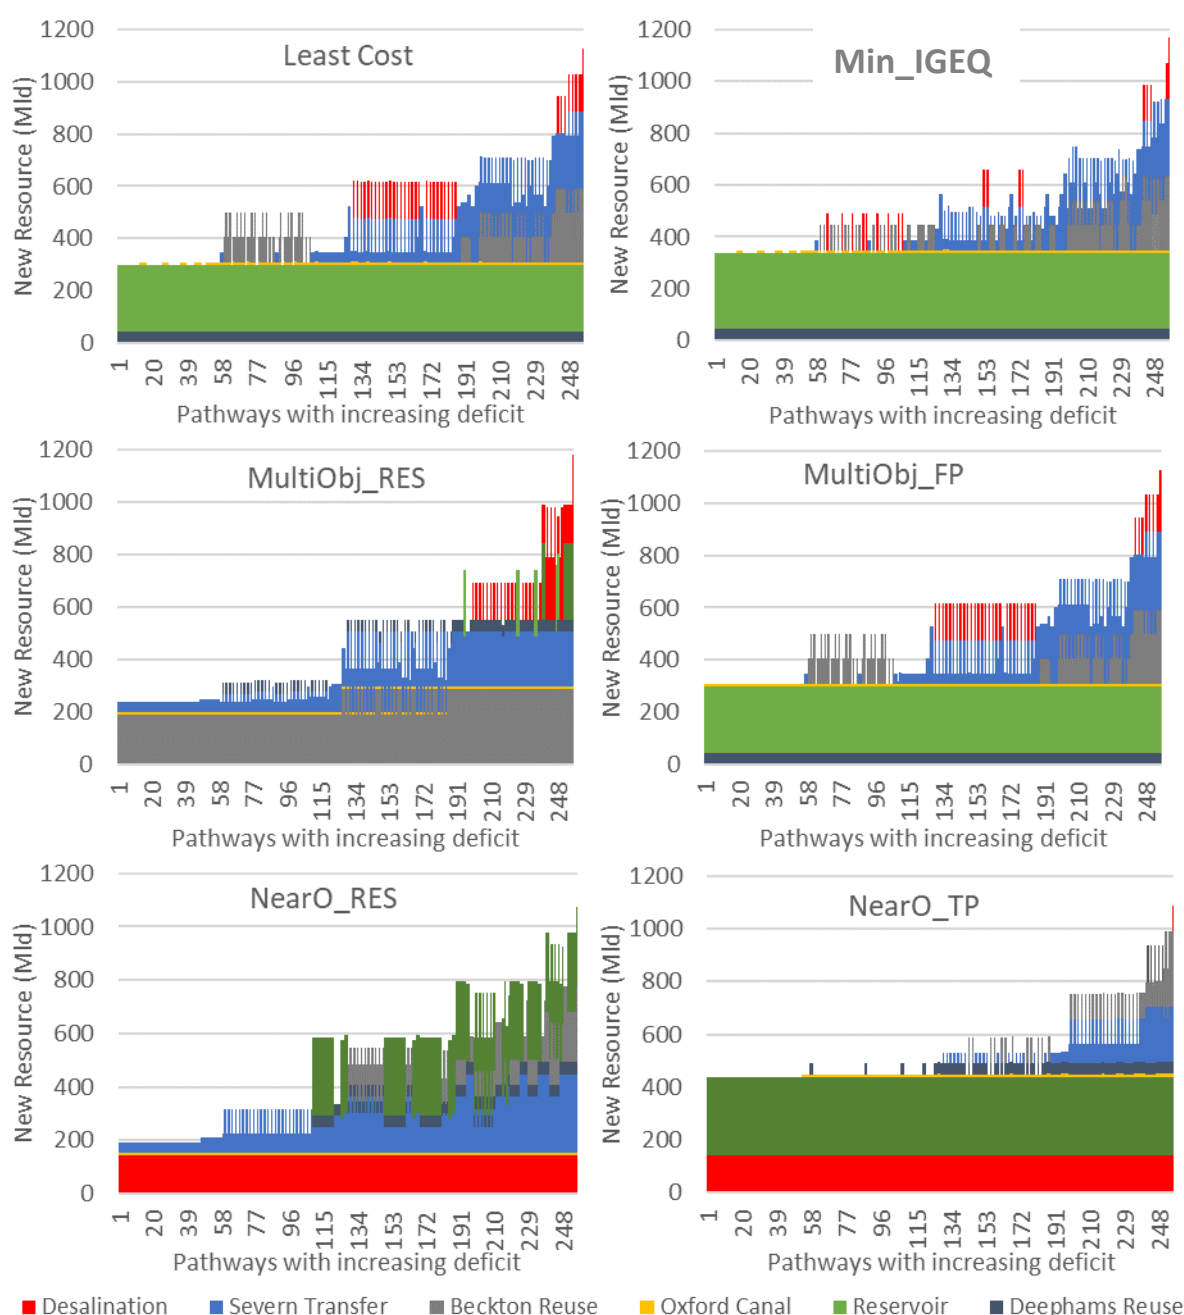 Least Cost
New Resource (Mld)
1200
1000
800
600
400
200
0
1 20 39 58 77 96 115 134 153 172 191 210 229 248
Pathways with increasing deficit
Min_IGEQ
New Resource (Mld)
1200
1000
800
600
400
200
0
1 20 39 58 77 96 115 134 153 172 191 210 229 248
Pathways with increasing deficit
MultiObj_RES
New Resource (Mld)
1200
1000
800
600
400
200
0
1 20 39 58 77 96 115 134 153 172 191 210 229 248
Pathways with increasing deficit
MultiObj_FP
New Resource (Mld)
1200
1000
800
600
400
200
0
1 20 39 58 77 96 115 134 153 172 191 210 229 248
Pathways with increasing deficit
NearO_RES
New Resource (Mld)
1200
1000
800
600
400
200
0
1 20 39 58 77 96 115 134 153 172 191 210 229 248
Pathways with increasing deficit
NearO_TP
New Resource (Mld)
1200
1000
800
600
400
200
0
1 20 39 58 77 96 115 134 153 172 191 210 229 248
Pathways with increasing deficit
Desalination Severn Transfer Beckton Reuse Oxford Canal Reservoir Deephams Reuse